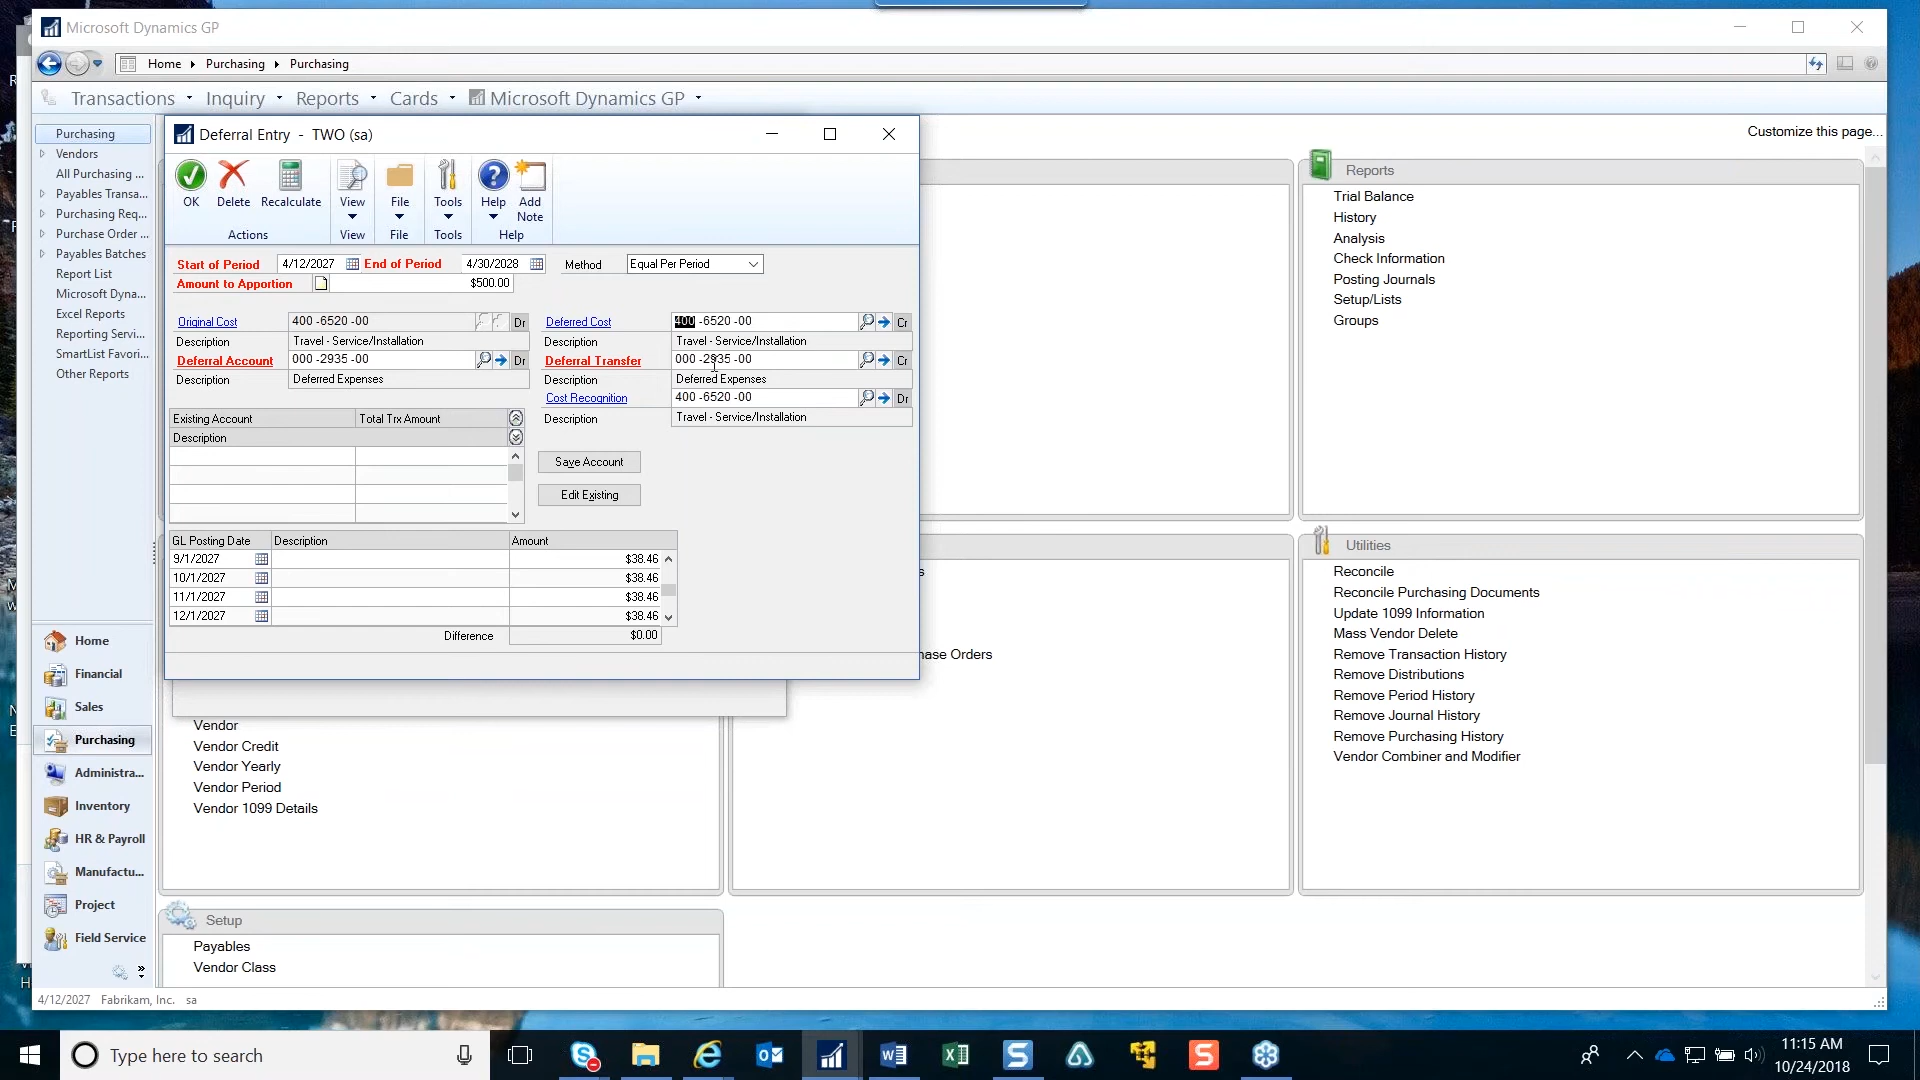 Microsoft Dynamics GP
Home Purchasing Purchasing
Transactions Inquiry Reports Cards Microsoft Dynamics GP
Customize this page...
Purchasing
Vendors
All Purchasing ...
Payables Transa...
Purchasing Req...
Purchase Order ...
Payables Batches
Report List
Microsoft Dyna...
Excel Reports
Reporting Servi...
SmartList Favori...
Other Reports
Deferral Entry - TWO (sa)
OK Delete Recalculate View File Tools Help Add Note
Actions View File Tools Help
Start of Period 4/12/2027 End of Period 4/30/2028 Method Equal Per Period
Amount to Apportion $500.00
Original Cost 400 -6520 -00 Dr Deferred Cost 400 -6520 -00 Cr
Description Travel - Service/Installation Description Travel - Service/Installation
Deferral Account 000 -2935 -00 Dr Deferral Transfer 000 -2935 -00 Cr
Description Deferred Expenses Description Deferred Expenses
Cost Recognition 400 -6520 -00 Dr
Existing Account Total Trx Amount Description Travel - Service/Installation
Description
Save Account
Edit Existing
GL Posting Date Description Amount
9/1/2027 $38.46
10/1/2027 $38.46
11/1/2027 $38.46
12/1/2027 $38.46
Difference $0.00
Reports
Trial Balance
History
Analysis
Check Information
Posting Journals
Setup/Lists
Groups
Utilities
Reconcile
Reconcile Purchasing Documents
Update 1099 Information
Mass Vendor Delete
Remove Transaction History
Remove Distributions
Remove Period History
Remove Journal History
Remove Purchasing History
Vendor Combiner and Modifier
s
hase Orders
Vendor
Vendor Credit
Vendor Yearly
Vendor Period
Vendor 1099 Details
Setup
Payables
Vendor Class
Home
Financial
Sales
Purchasing
Administra...
Inventory
HR & Payroll
Manufactu...
Project
Field Service
4/12/2027 Fabrikam, Inc. sa
Type here to search
11:15 AM
10/24/2018